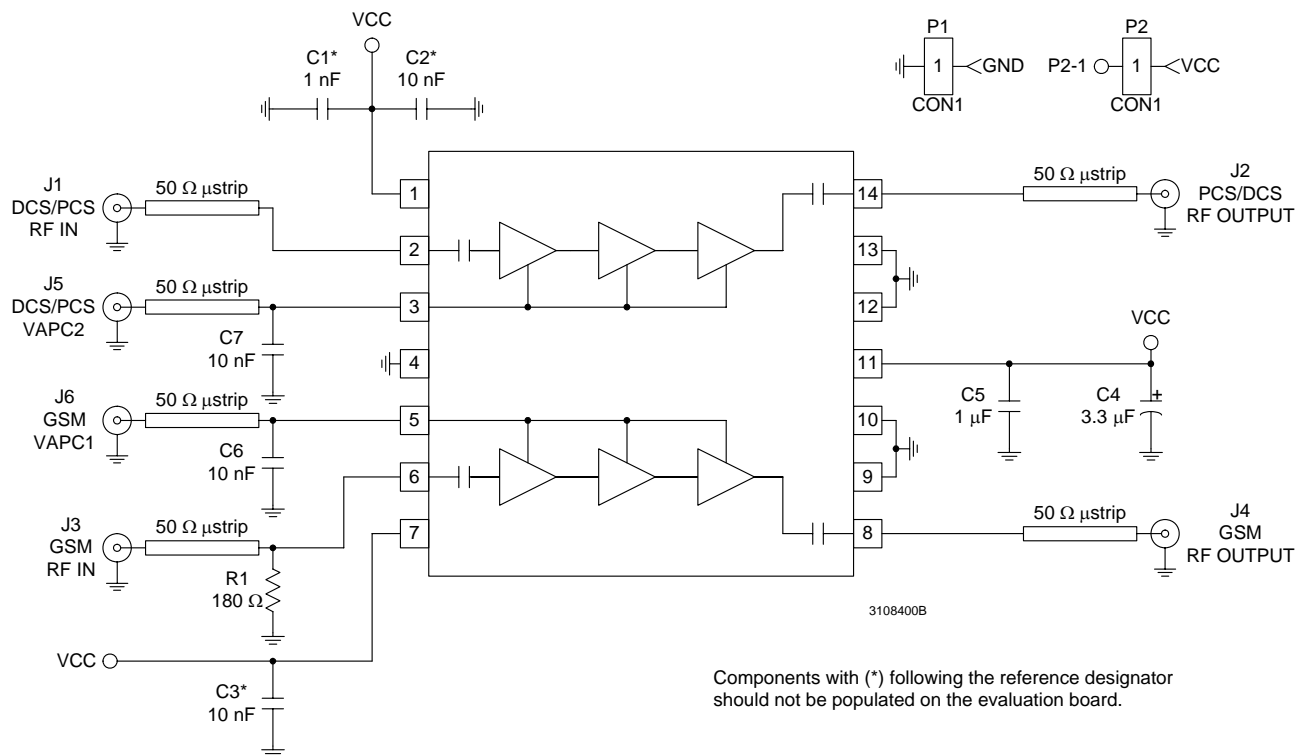 VCC
C1*
1 nF
C2*
10 nF
P1
1
GND
CON1
P2
P2-1
1
VCC
CON1
J1
DCS/PCS
RF IN
50 Ω µstrip
1
2
J5
DCS/PCS
VAPC2
50 Ω µstrip
3
C7
10 nF
4
J6
GSM
VAPC1
50 Ω µstrip
5
C6
10 nF
6
J3
GSM
RF IN
50 Ω µstrip
7
R1
180 Ω
VCC
C3*
10 nF
14
50 Ω µstrip
J2
PCS/DCS
RF OUTPUT
13
12
VCC
11
C5
1 µF
C4
+
3.3 µF
10
9
8
50 Ω µstrip
J4
GSM
RF OUTPUT
3108400B
Components with (*) following the reference designator
should not be populated on the evaluation board.